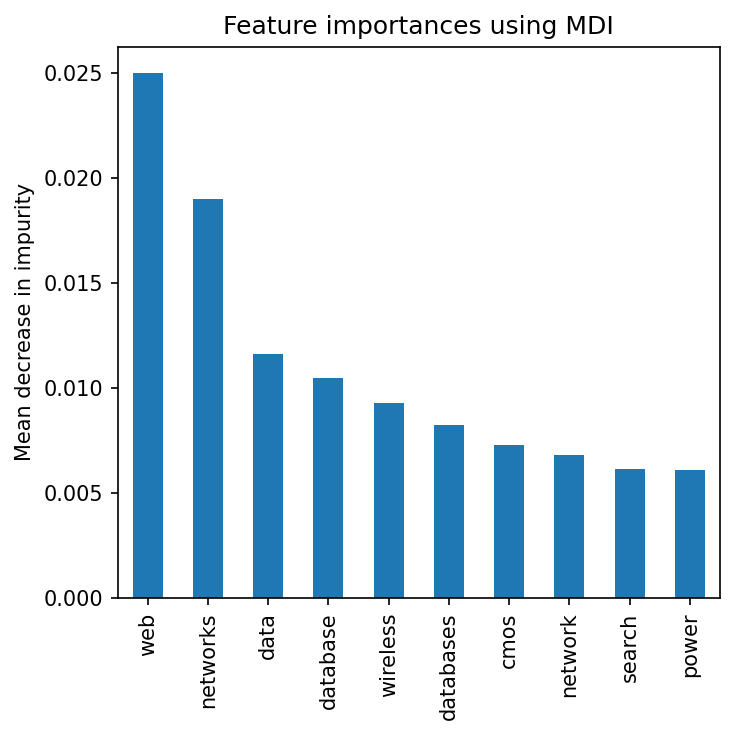 Feature importances using MDI
Mean decrease in impurity
0.025
0.020
0.015
0.010
0.005
0.000
web
networks
data
database
wireless
databases
cmos
network
search
power